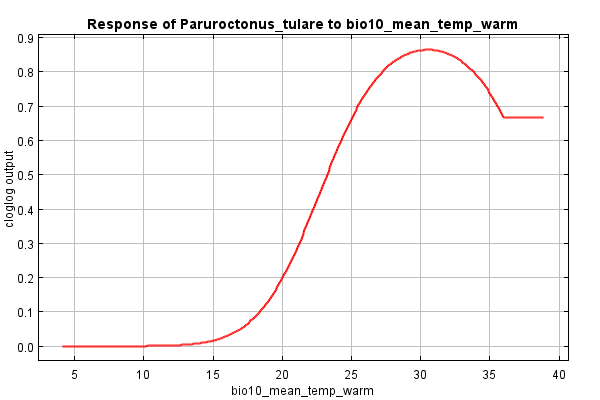 Response of Paruroctonus_tulare to bio10_mean_temp_warm
cloglog output
0.9
0.8
0.7
0.6
0.5
0.4
0.3
0.2
0.1
0.0
5 10 15 20 25 30 35 40
bio10_mean_temp_warm